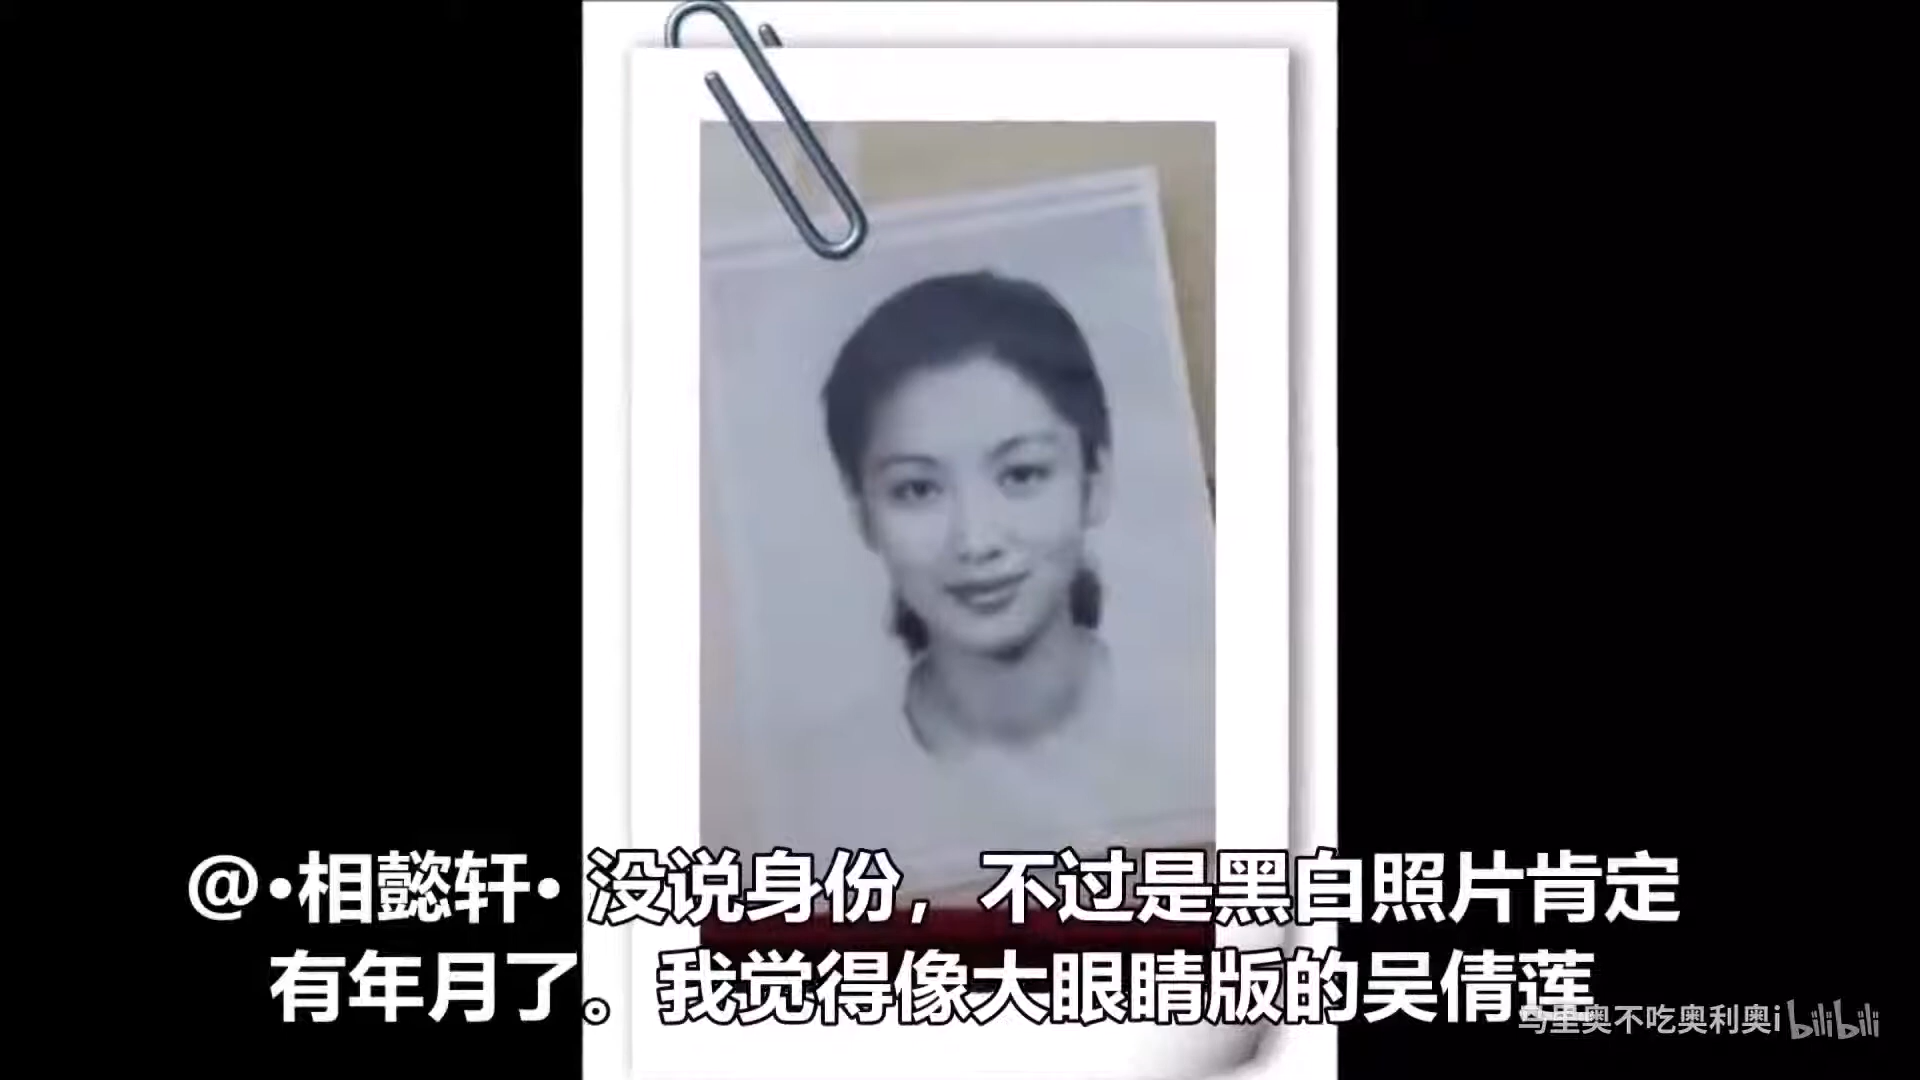 @·相懿轩· 没说身份，不过是黑白照片肯定
有年月了。我觉得像大眼睛版的吴倩莲
马里奥不吃奥利奥i bilibili